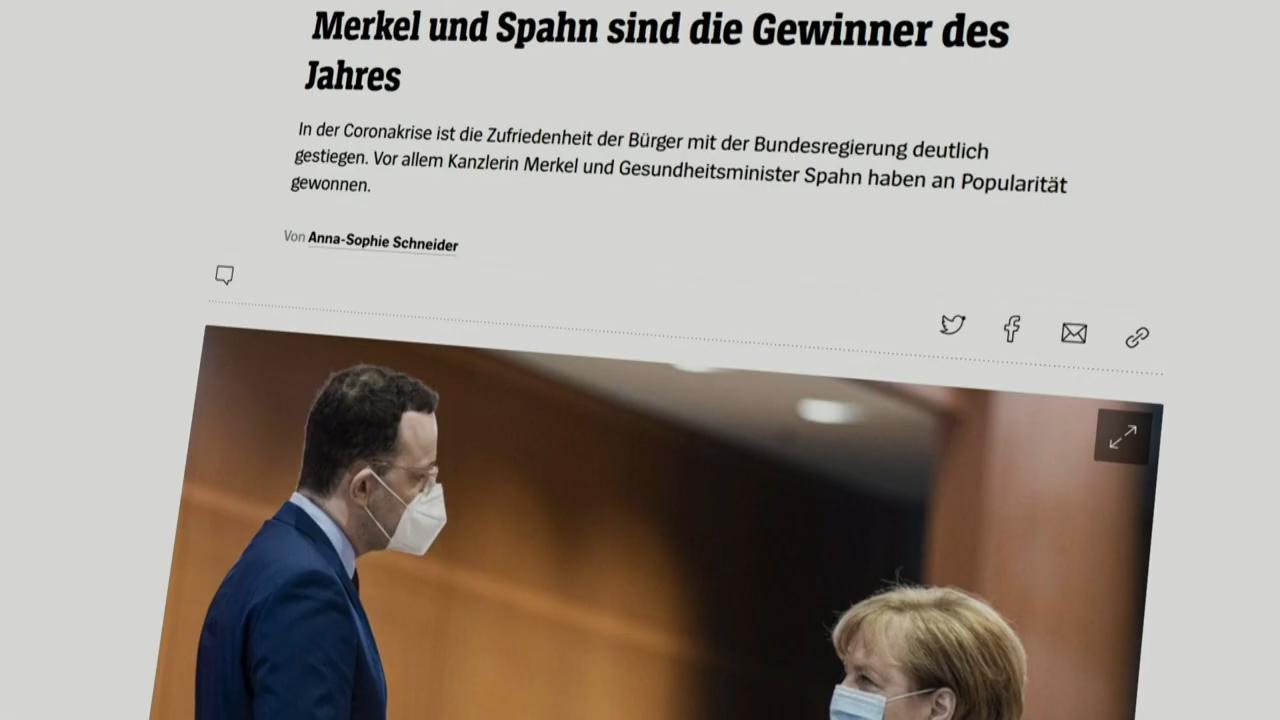 Merkel und Spahn sind die Gewinner des
Jahres
In der Coronakrise ist die Zufriedenheit der Bürger mit der Bundesregierung deutlich
gestiegen. Vor allem Kanzlerin Merkel und Gesundheitsminister Spahn haben an Popularität
gewonnen.
Von Anna-Sophie Schneider